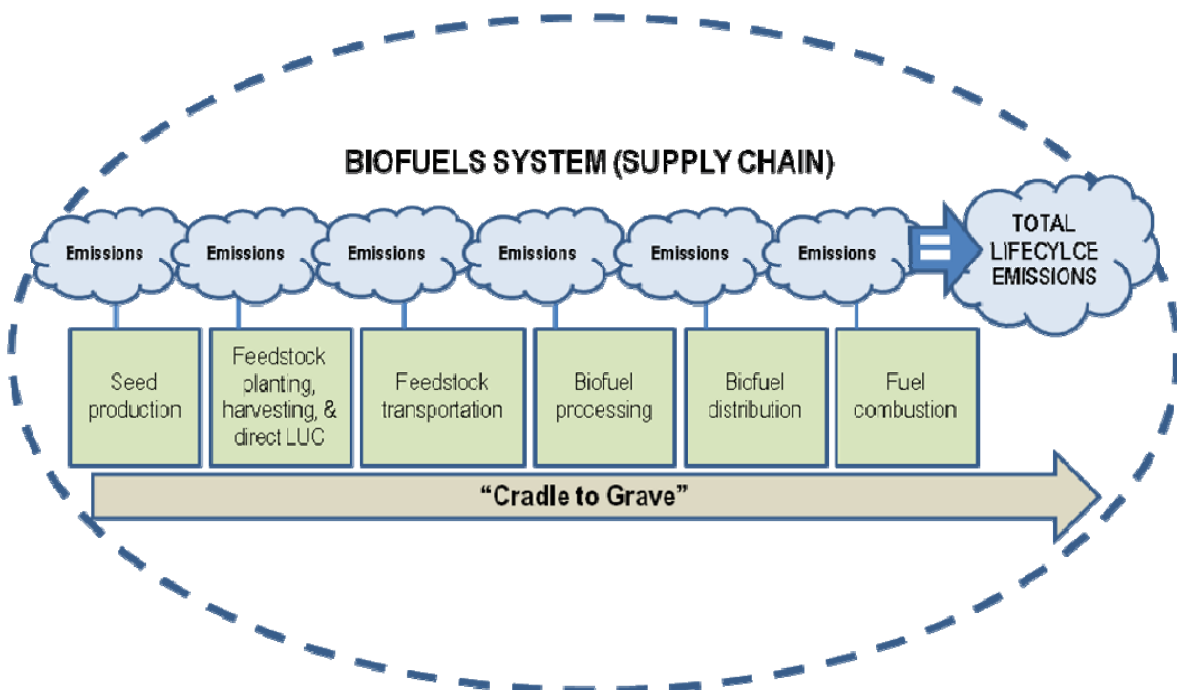 BIOFUELS SYSTEM (SUPPLY CHAIN)
Emissions
Emissions
Emissions
Emissions
Emissions
Emissions
=
TOTAL
LIFECYLCE
EMISSIONS
Seed
production
Feedstock
planting,
harvesting, &
direct LUC
Feedstock
transportation
Biofuel
processing
Biofuel
distribution
Fuel
combustion
“Cradle to Grave”